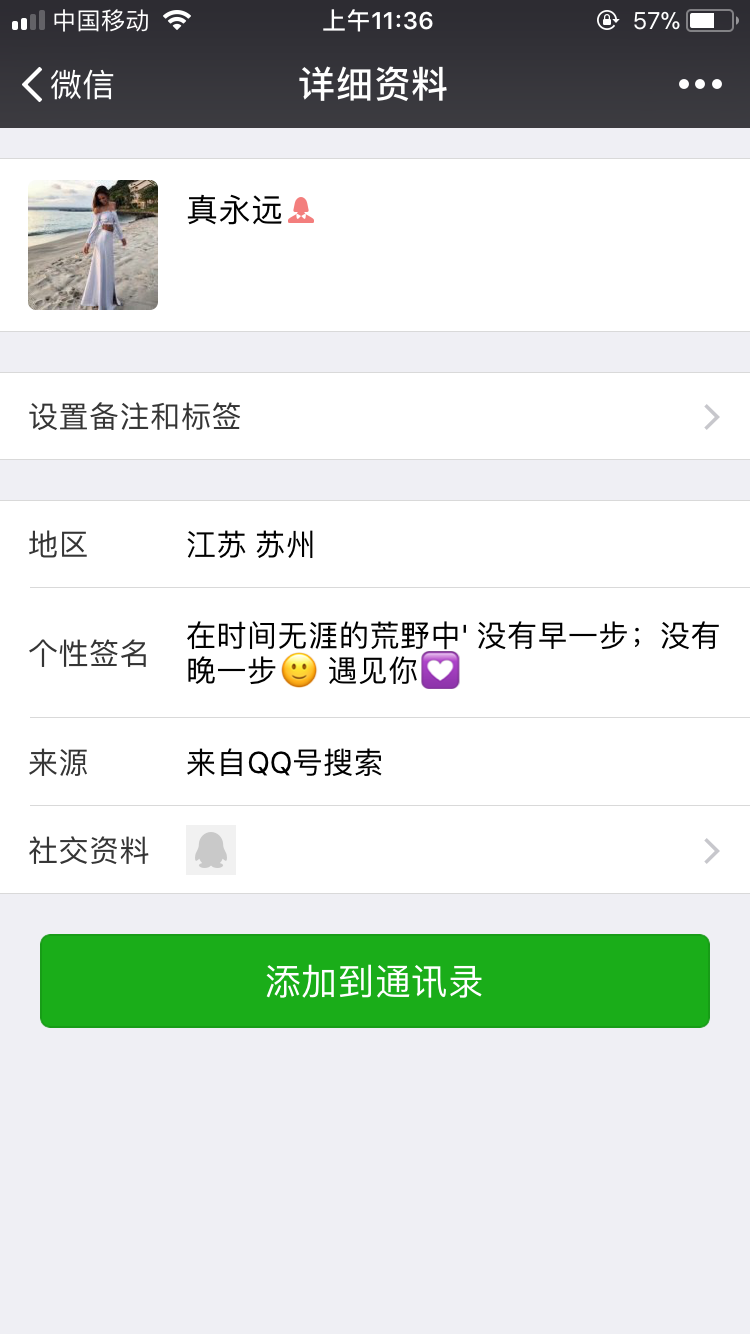 中国移动 上午11:36 57%
微信 详细资料
真永远
设置备注和标签
地区 江苏 苏州
个性签名 在时间无涯的荒野中' 没有早一步；没有
晚一步🙂 遇见你💟
来源 来自QQ号搜索
社交资料
添加到通讯录